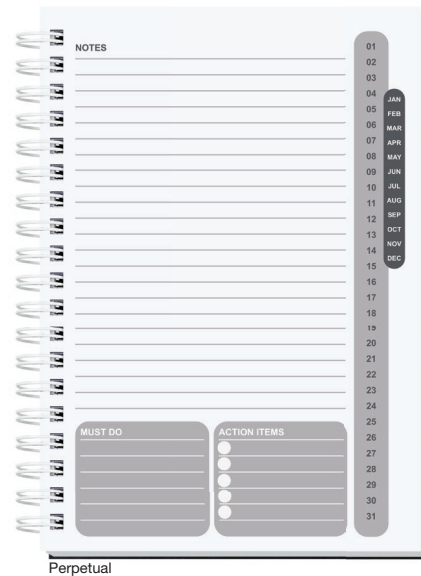 NOTES
01
02
03
04
05
06
07
08
09
10
11
12
13
14
15
16
17
18
19
20
21
22
23
24
25
26
27
28
29
30
31
JAN
FEB
MAR
APR
MAY
JUN
JUL
AUG
SEP
OCT
NOV
DEC
MUST DO
ACTION ITEMS
Perpetual